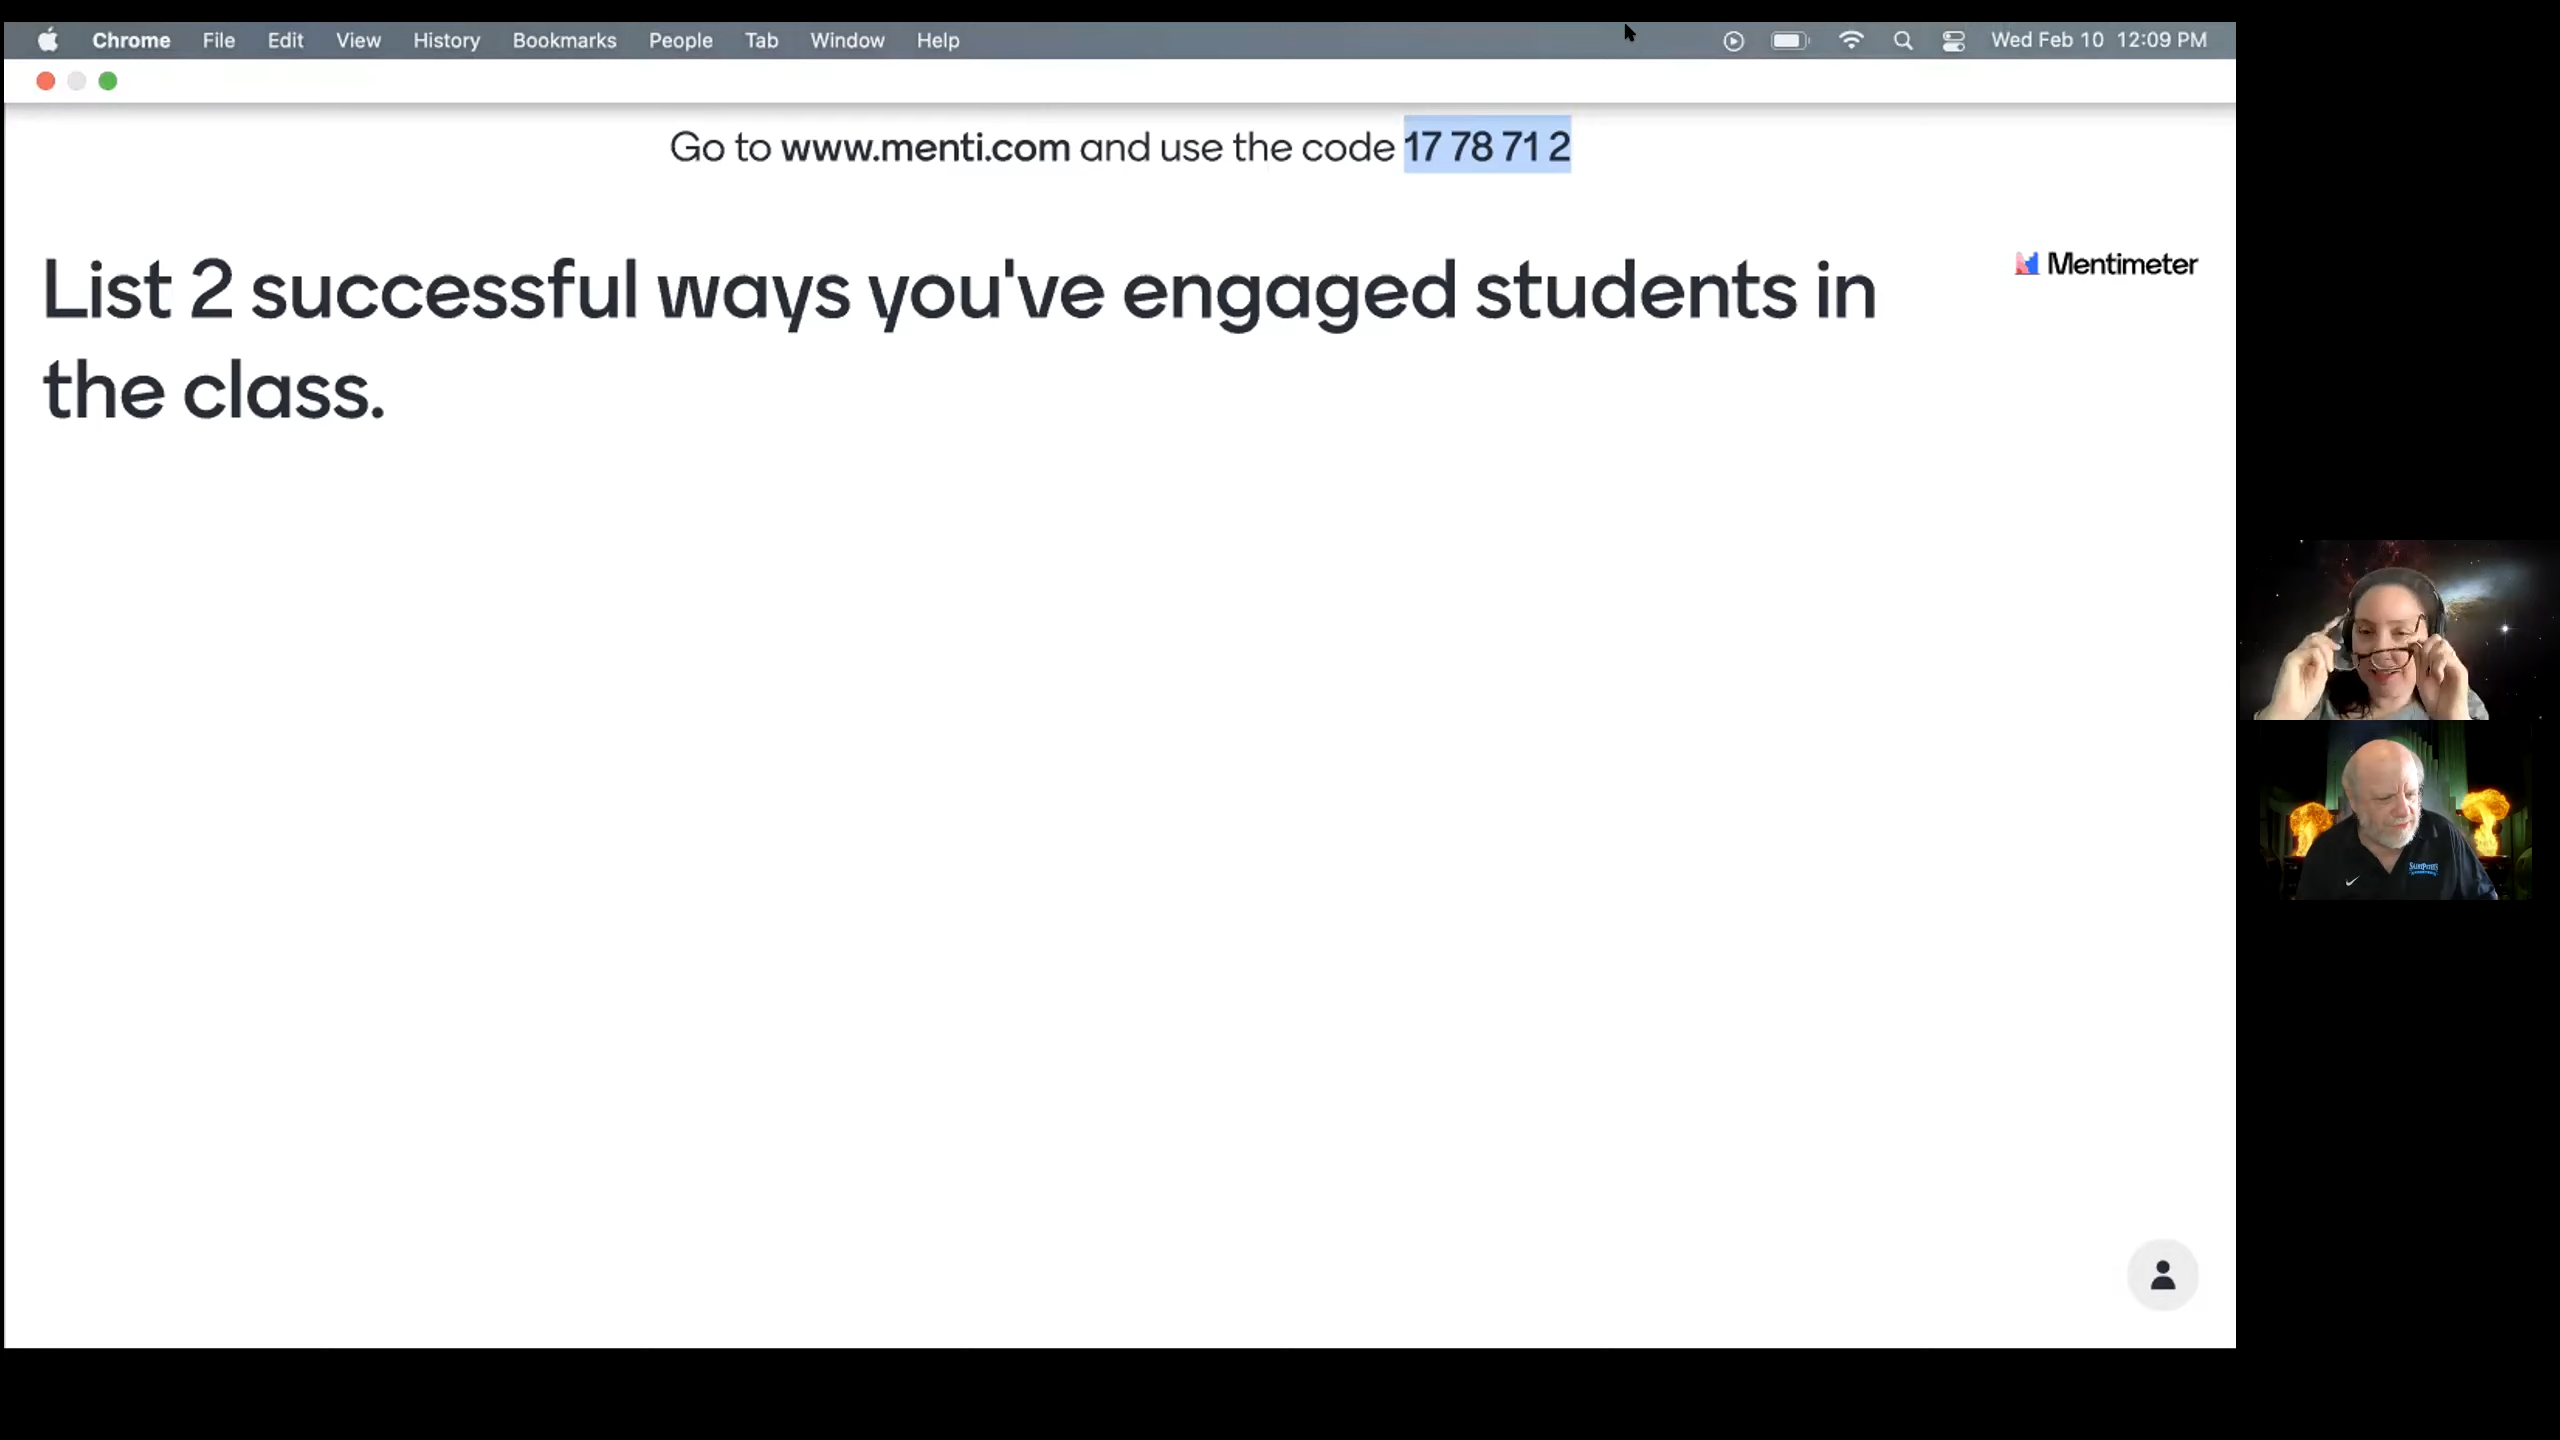 Chrome File Edit View History Bookmarks People Tab Window Help Wed Feb 10 12:09 PM
Go to www.menti.com and use the code 17 78 71 2
List 2 successful ways you've engaged students in
the class.
Mentimeter